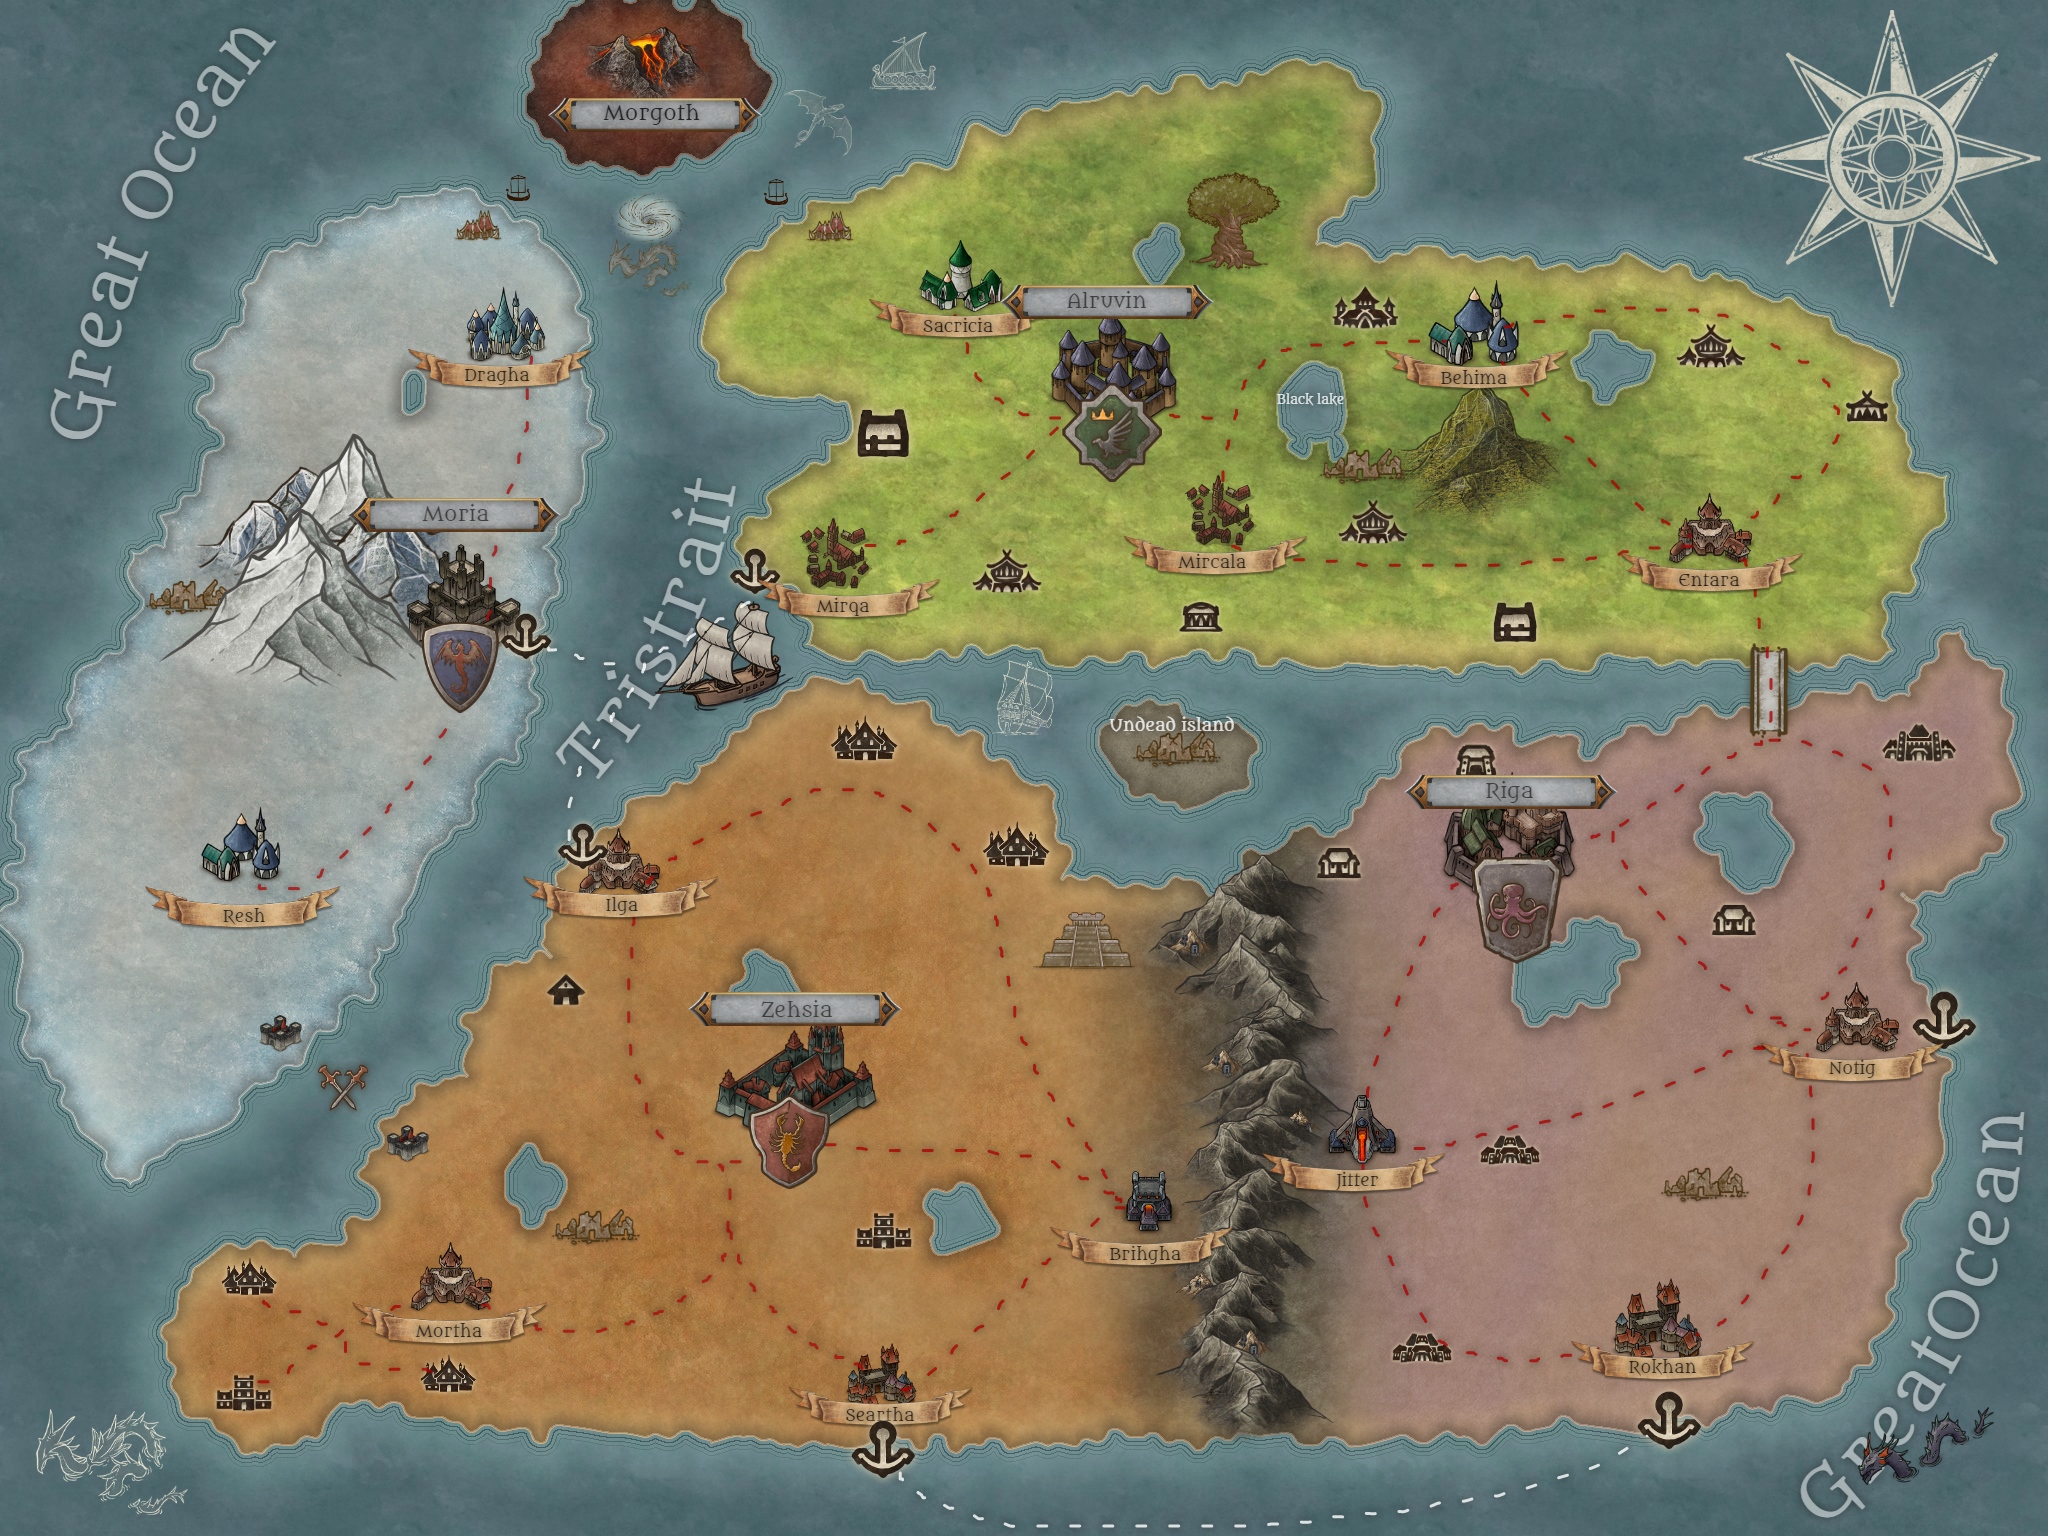 Great Ocean
Morgoth
Alruvin
Sacricia
Dragha
Behima
Black lake
Moria
Tristrait
Mircala
Entara
Mirqa
Undead island
Riga
Ilga
Resh
Zehsia
Notig
Jitter
Brihgha
Mortha
Rokhan
Seartha
GreatOcean